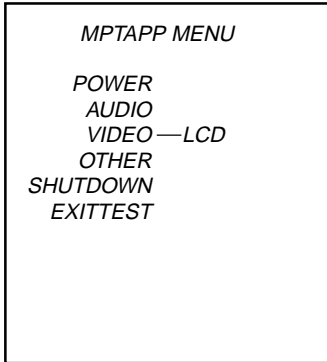 MPTAPP MENU
POWER
AUDIO
VIDEO — LCD
OTHER
SHUTDOWN
EXITTEST